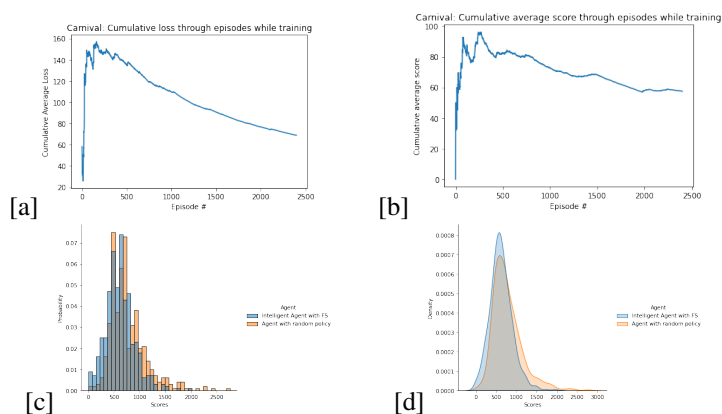 Carnival: Cumulative loss through episodes while training
160
140
120
100
80
60
40
20
Cumulative Average Loss
0 500 1000 1500 2000 2500
Episode #
[a]
Carnival: Cumulative average score through episodes while training
100
80
60
40
20
0
Cumulative average score
0 500 1000 1500 2000 2500
Episode #
[b]
0.07
0.06
0.05
0.04
0.03
0.02
0.01
0.00
Probability
0 500 1000 1500 2000 2500
Scores
Agent
Intelligent Agent with FS
Agent with random policy
[c]
0.0008
0.0007
0.0006
0.0005
0.0004
0.0003
0.0002
0.0001
0.0000
Density
0 500 1000 1500 2000 2500 3000
Scores
Agent
Intelligent Agent with FS
Agent with random policy
[d]